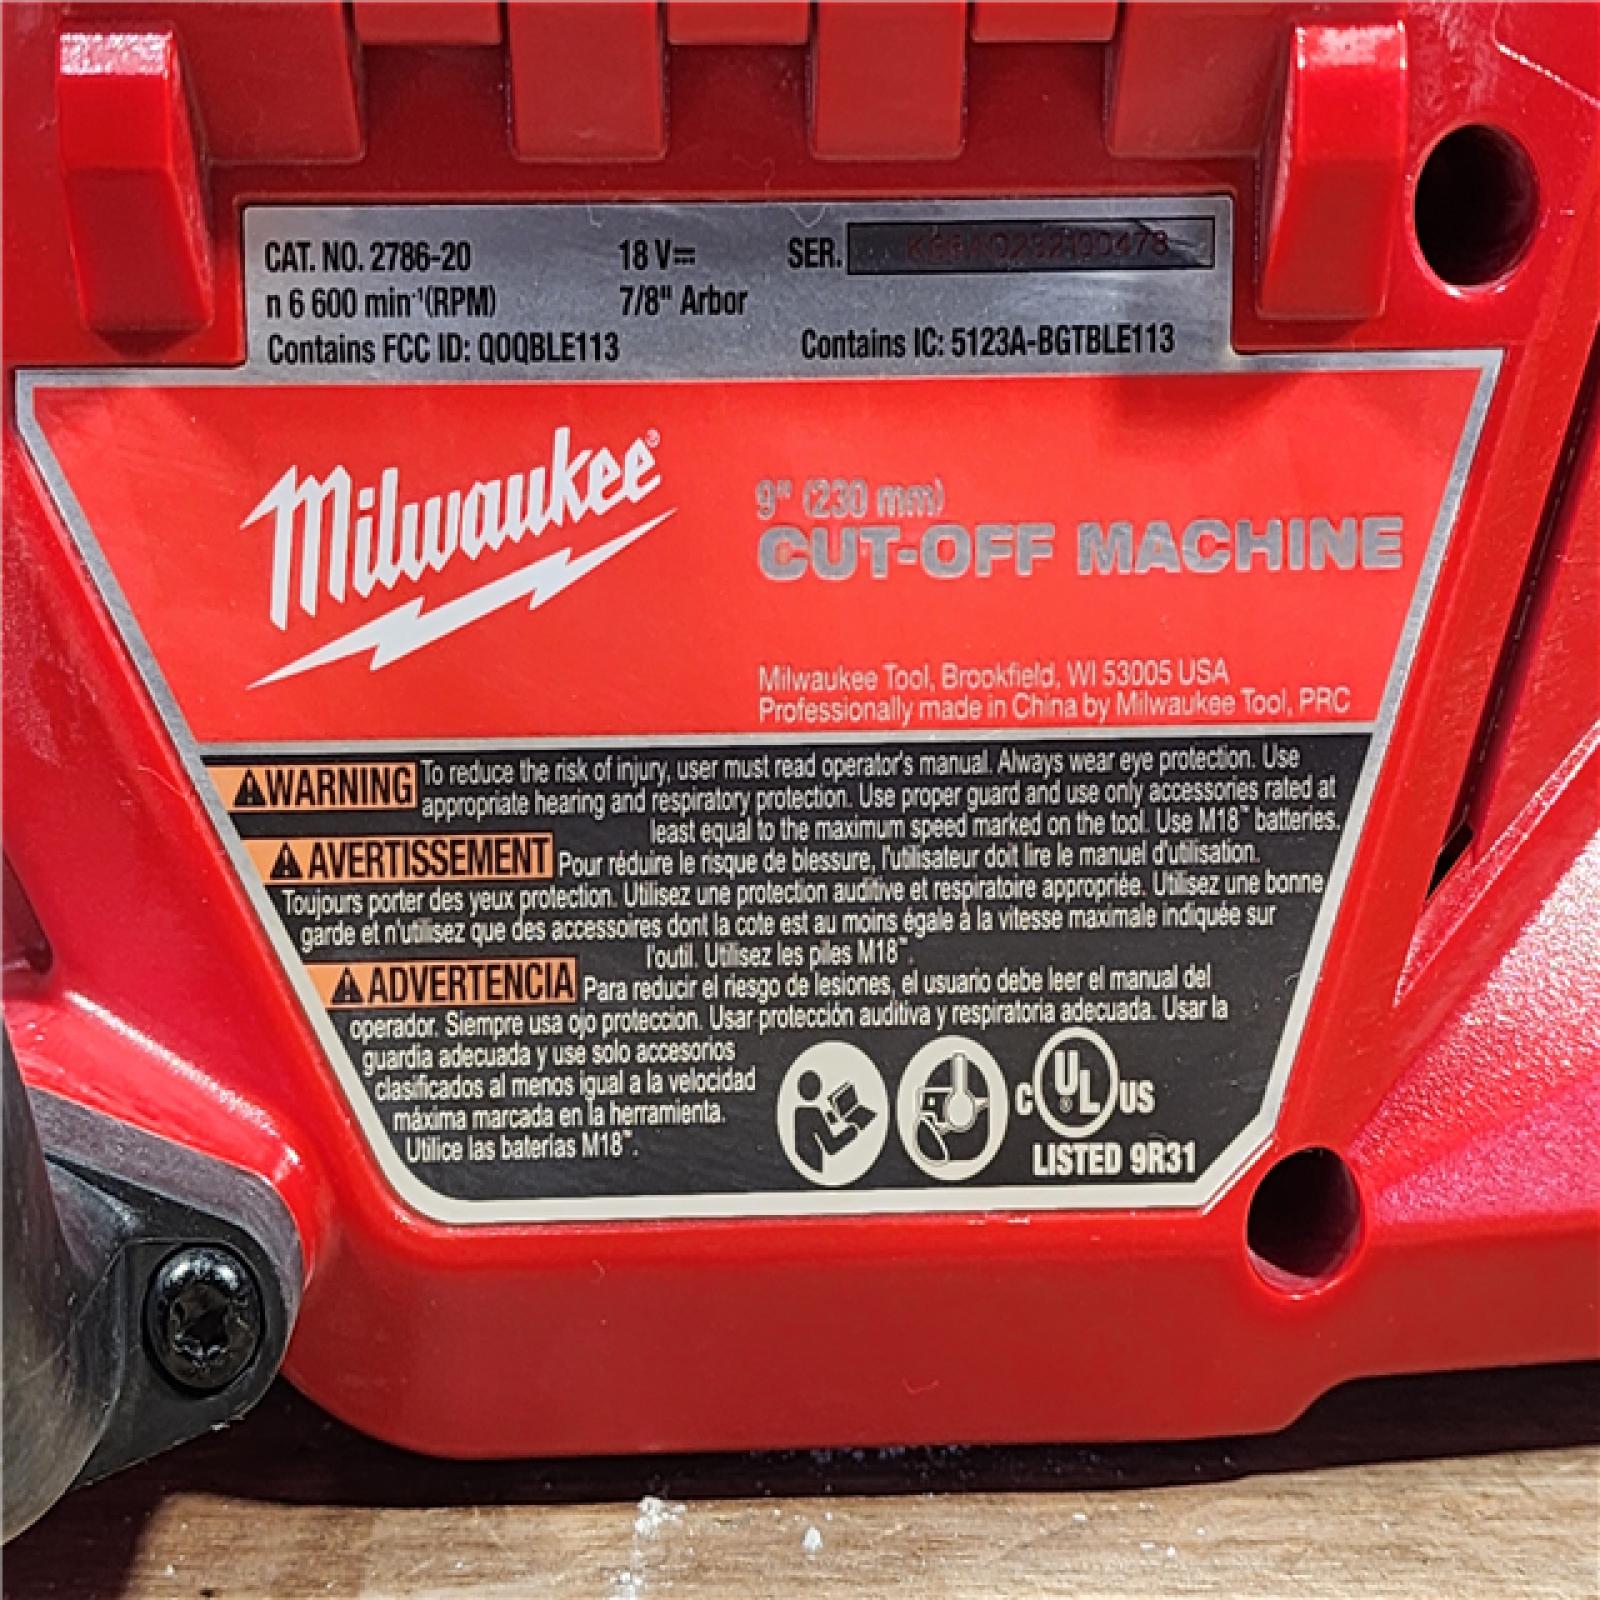 CAT. NO. 2786-20 18 V⎓ SER.
n 6 600 min⁻¹(RPM) 7/8" Arbor
Contains FCC ID: QOQBLE113 Contains IC: 5123A-BGTBLE113
Milwaukee®
9" (230 mm)
CUT-OFF MACHINE
Milwaukee Tool, Brookfield, WI 53005 USA
Professionally made in China by Milwaukee Tool, PRC
⚠WARNING To reduce the risk of injury, user must read operator's manual. Always wear eye protection. Use
appropriate hearing and respiratory protection. Use proper guard and use only accessories rated at
least equal to the maximum speed marked on the tool. Use M18™ batteries.
⚠AVERTISSEMENT Pour réduire le risque de blessure, l'utilisateur doit lire le manuel d'utilisation.
Toujours porter des yeux protection. Utilisez une protection auditive et respiratoire appropriée. Utilisez une bonne
garde et n'utilisez que des accessoires dont la cote est au moins égale à la vitesse maximale indiquée sur
l'outil. Utilisez les piles M18™.
⚠ADVERTENCIA Para reducir el riesgo de lesiones, el usuario debe leer el manual del
operador. Siempre usa ojo proteccion. Usar protección auditiva y respiratoria adecuada. Usar la
guardia adecuada y use solo accesorios
clasificados al menos igual a la velocidad
máxima marcada en la herramienta.
Utilice las baterías M18™.
C UL® US
LISTED 9R31